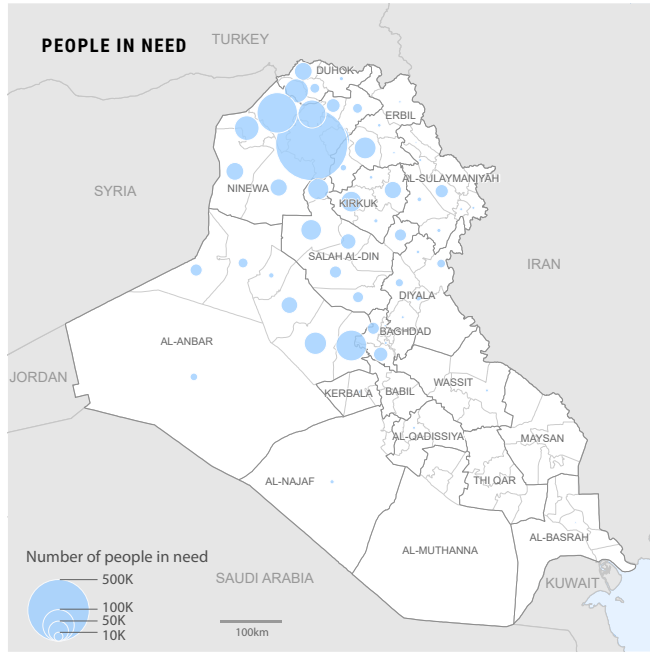 PEOPLE IN NEED
TURKEY
DUHOK
ERBIL
AL-SULAYMANIYAH
SYRIA
NINEWA
KIRKUK
SALAH AL-DIN
IRAN
DIYALA
BAGHDAD
AL-ANBAR
JORDAN
KERBALA
BABIL
WASSIT
AL-QADISSIYA
MAYSAN
AL-NAJAF
THI QAR
AL-MUTHANNA
AL-BASRAH
KUWAIT
SAUDI ARABIA
Number of people in need
500K
100K
50K
10K
100km